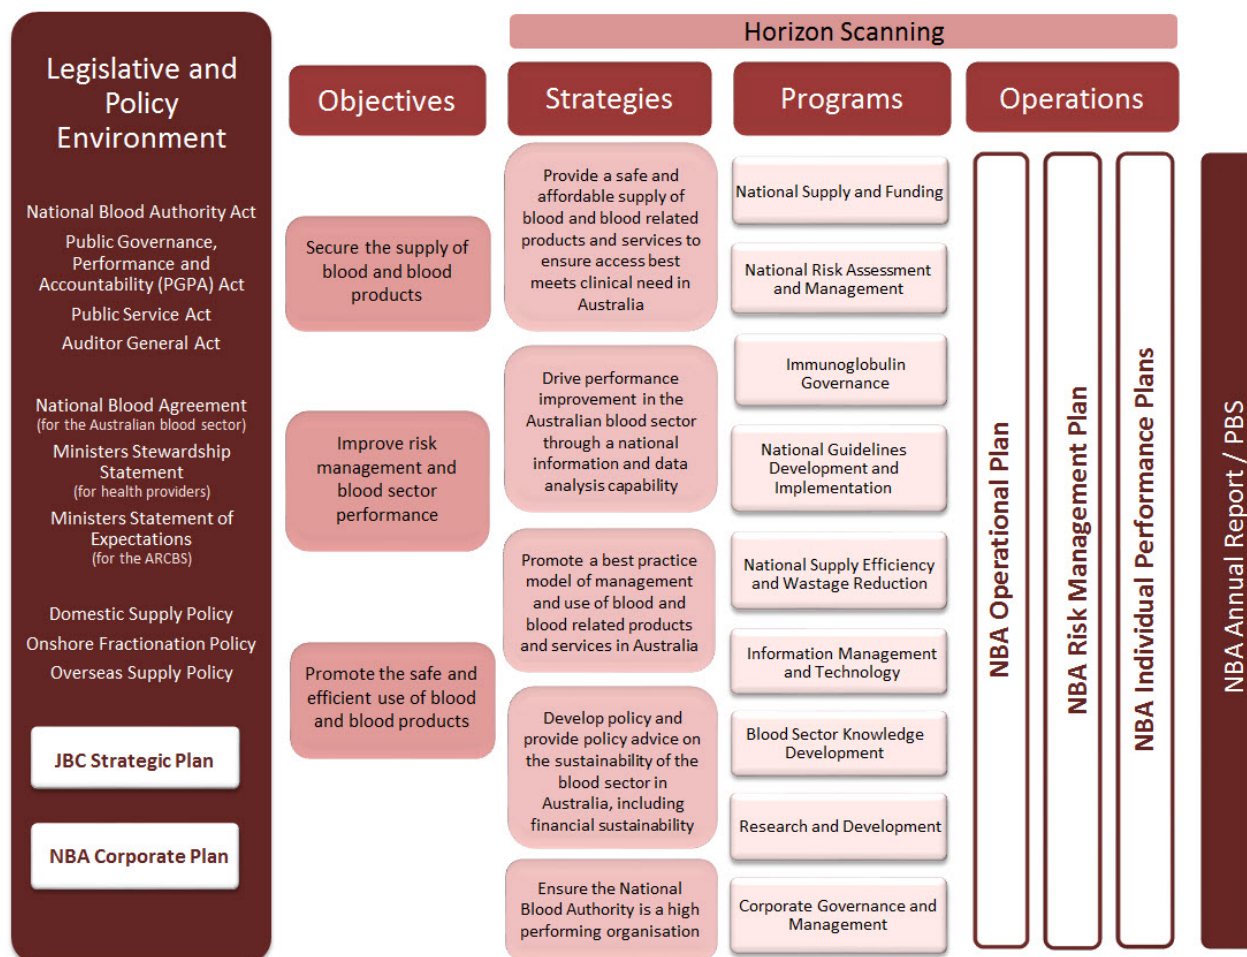 Horizon Scanning
Legislative and
Policy
Environment
National Blood Authority Act
Public Governance,
Performance and
Accountability (PGPA) Act
Public Service Act
Auditor General Act
National Blood Agreement
(for the Australian blood sector)
Ministers Stewardship
Statement
(for health providers)
Ministers Statement of
Expectations
(for the ARCBS)
Domestic Supply Policy
Onshore Fractionation Policy
Overseas Supply Policy
JBC Strategic Plan
NBA Corporate Plan
Objectives
Secure the supply of
blood and blood
products
Improve risk
management and
blood sector
performance
Promote the safe and
efficient use of blood
and blood products
Strategies
Provide a safe and
affordable supply of
blood and blood related
products and services to
ensure access best
meets clinical need in
Australia
Drive performance
improvement in the
Australian blood sector
through a national
information and data
analysis capability
Promote a best practice
model of management
and use of blood and
blood related products
and services in Australia
Develop policy and
provide policy advice on
the sustainability of the
blood sector in
Australia, including
financial sustainability
Ensure the National
Blood Authority is a high
performing organisation
Programs
National Supply and Funding
National Risk Assessment
and Management
Immunoglobulin
Governance
National Guidelines
Development and
Implementation
National Supply Efficiency
and Wastage Reduction
Information Management
and Technology
Blood Sector Knowledge
Development
Research and Development
Corporate Governance and
Management
Operations
NBA Operational Plan
NBA Risk Management Plan
NBA Individual Performance Plans
NBA Annual Report / PBS